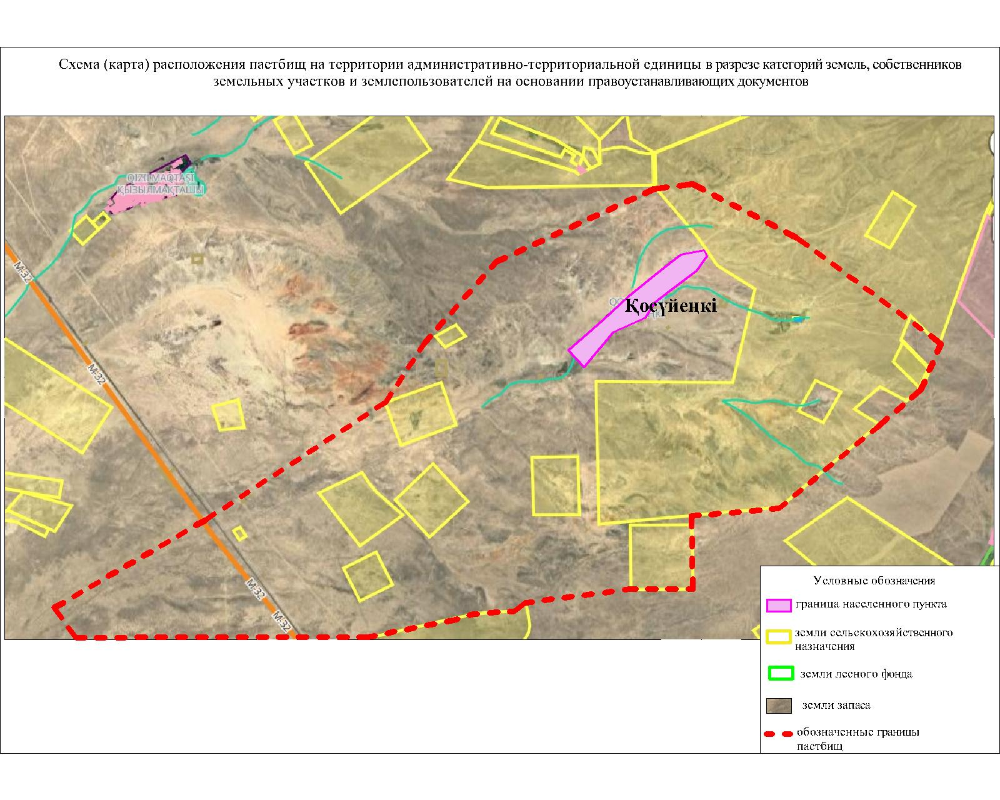 Схема (карта) расположения пастбищ на территории административно-территориальной единицы в разрезе категорий земель, собственников
земельных участков и землепользователей на основании правоустанавливающих документов
QIZILMAQTASI
ҚЫЗЫЛМАҚТАШЫ
М-32
Қосүйеңкі
М-32
М-32
М-32
Условные обозначения
граница населенного пункта
земли сельскохозяйственного
назначения
земли лесного фонда
земли запаса
обозначенные границы
пастбищ